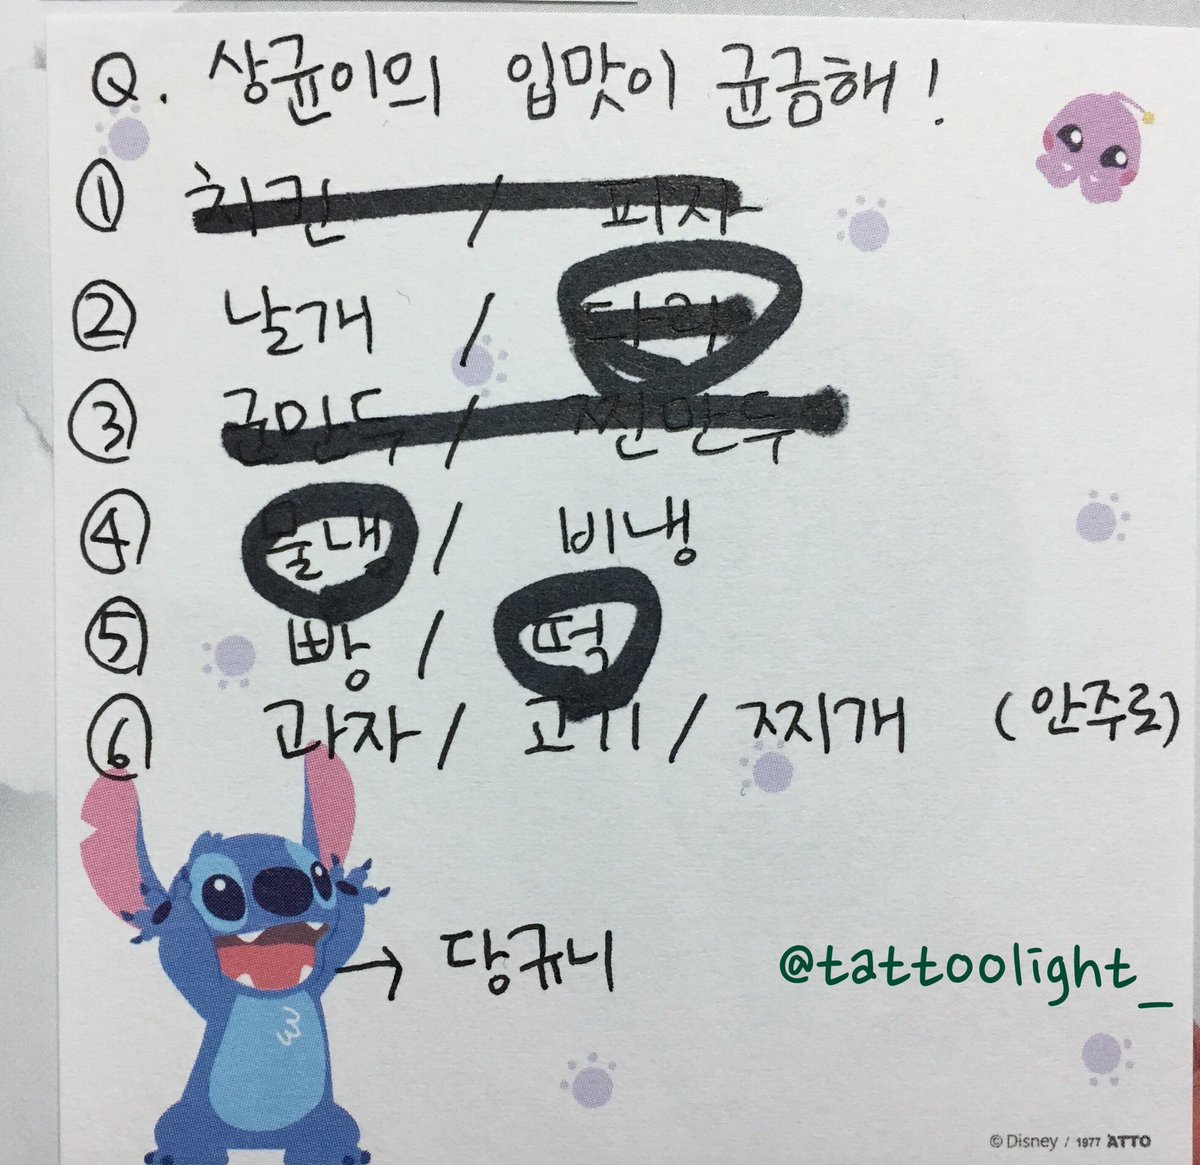 Q. 상균이의 입맛이 균금해!
① 치킨 / 피자
② 날개 / 다리
③ 군만두 / 찐만두
④ 물냉 / 비냉
⑤ 빵 / 떡
⑥ 과자 / 고기 / 찌개 (안주로)
→ 당규니
@tattoolight_
© Disney / 1977 ATTO